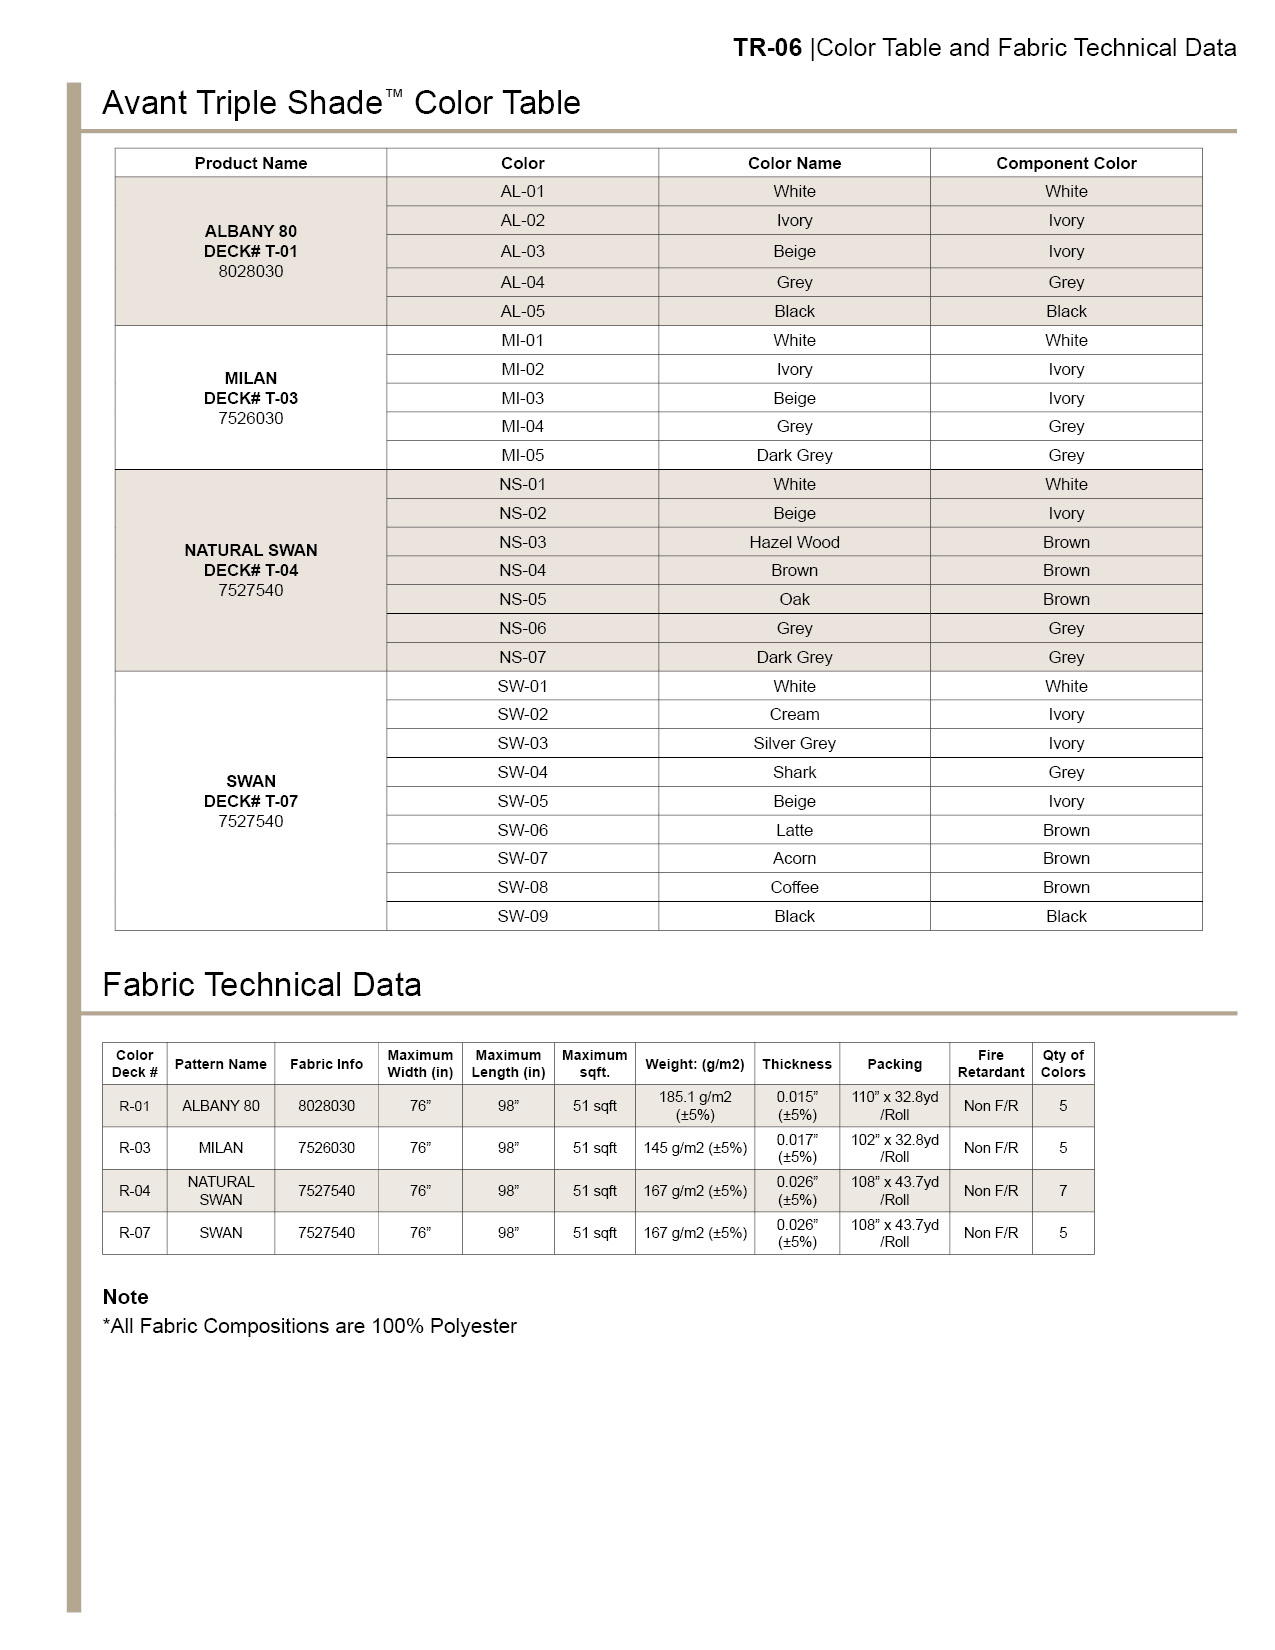 TR-06 |Color Table and Fabric Technical Data
Avant Triple Shade™ Color Table
Product Name Color Color Name Component Color
ALBANY 80
DECK# T-01
8028030
AL-01 White White
AL-02 Ivory Ivory
AL-03 Beige Ivory
AL-04 Grey Grey
AL-05 Black Black
MILAN
DECK# T-03
7526030
MI-01 White White
MI-02 Ivory Ivory
MI-03 Beige Ivory
MI-04 Grey Grey
MI-05 Dark Grey Grey
NATURAL SWAN
DECK# T-04
7527540
NS-01 White White
NS-02 Beige Ivory
NS-03 Hazel Wood Brown
NS-04 Brown Brown
NS-05 Oak Brown
NS-06 Grey Grey
NS-07 Dark Grey Grey
SWAN
DECK# T-07
7527540
SW-01 White White
SW-02 Cream Ivory
SW-03 Silver Grey Ivory
SW-04 Shark Grey
SW-05 Beige Ivory
SW-06 Latte Brown
SW-07 Acorn Brown
SW-08 Coffee Brown
SW-09 Black Black
Fabric Technical Data
Color Deck # Pattern Name Fabric Info Maximum Width (in) Maximum Length (in) Maximum sqft. Weight: (g/m2) Thickness Packing Fire Retardant Qty of Colors
R-01 ALBANY 80 8028030 76” 98” 51 sqft 185.1 g/m2 (±5%) 0.015” (±5%) 110” x 32.8yd /Roll Non F/R 5
R-03 MILAN 7526030 76” 98” 51 sqft 145 g/m2 (±5%) 0.017” (±5%) 102” x 32.8yd /Roll Non F/R 5
R-04 NATURAL SWAN 7527540 76” 98” 51 sqft 167 g/m2 (±5%) 0.026” (±5%) 108” x 43.7yd /Roll Non F/R 7
R-07 SWAN 7527540 76” 98” 51 sqft 167 g/m2 (±5%) 0.026” (±5%) 108” x 43.7yd /Roll Non F/R 5
Note
*All Fabric Compositions are 100% Polyester